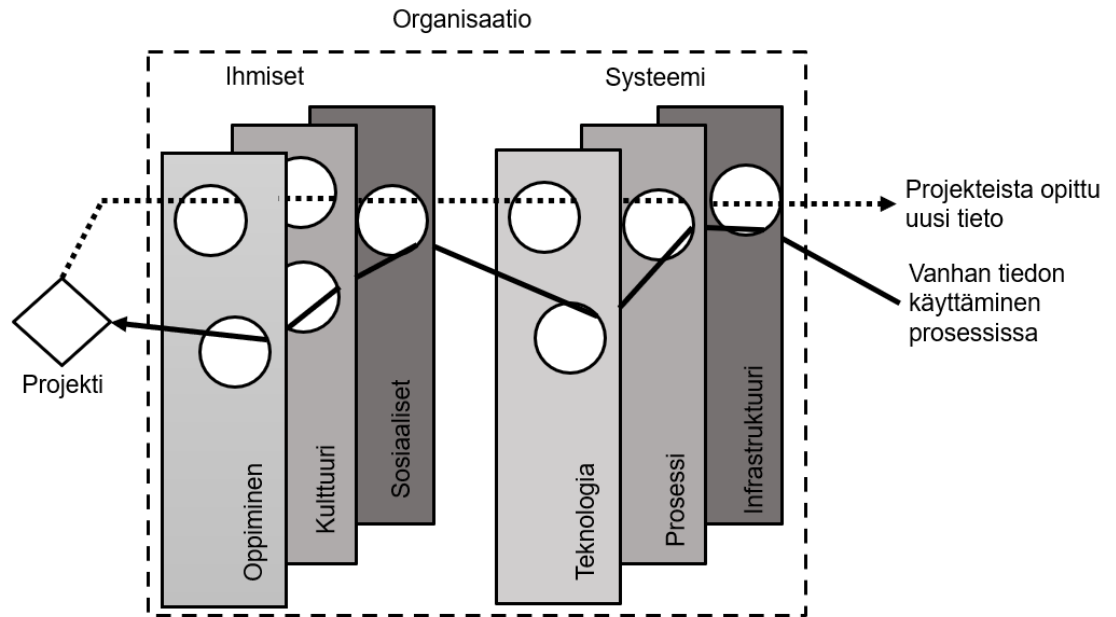 Organisaatio
Ihmiset
Systeemi
Projekteista opittu
uusi tieto
Vanhan tiedon
käyttäminen
prosessissa
Projekti
Oppiminen
Kulttuuri
Sosiaaliset
Teknologia
Prosessi
Infrastruktuuri